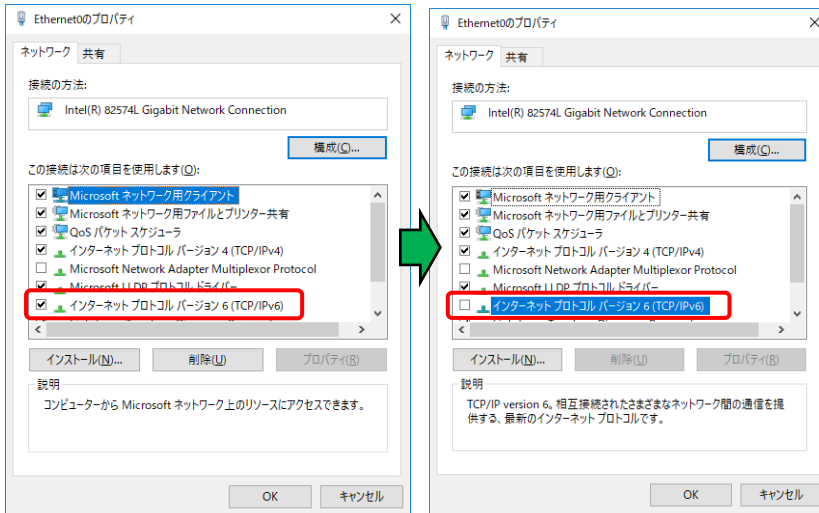 Ethernet0のプロパティ
ネットワーク 共有
接続の方法:
Intel(R) 82574L Gigabit Network Connection
構成(C)...
この接続は次の項目を使用します(O):
Microsoft ネットワーク用クライアント
Microsoft ネットワーク用ファイルとプリンター共有
QoS パケット スケジューラ
インターネット プロトコル バージョン 4 (TCP/IPv4)
Microsoft Network Adapter Multiplexor Protocol
Microsoft LLDP プロトコル ドライバー
インターネット プロトコル バージョン 6 (TCP/IPv6)
インストール(N)... 削除(U) プロパティ(R)
説明
コンピューターから Microsoft ネットワーク上のリソースにアクセスできます。
OK キャンセル
Ethernet0のプロパティ
ネットワーク 共有
接続の方法:
Intel(R) 82574L Gigabit Network Connection
構成(C)...
この接続は次の項目を使用します(O):
Microsoft ネットワーク用クライアント
Microsoft ネットワーク用ファイルとプリンター共有
QoS パケット スケジューラ
インターネット プロトコル バージョン 4 (TCP/IPv4)
Microsoft Network Adapter Multiplexor Protocol
Microsoft LLDP プロトコル ドライバー
インターネット プロトコル バージョン 6 (TCP/IPv6)
インストール(N)... 削除(U) プロパティ(R)
説明
TCP/IP version 6。相互接続されたさまざまなネットワーク間の通信を提
供する、最新のインターネット プロトコルです。
OK キャンセル